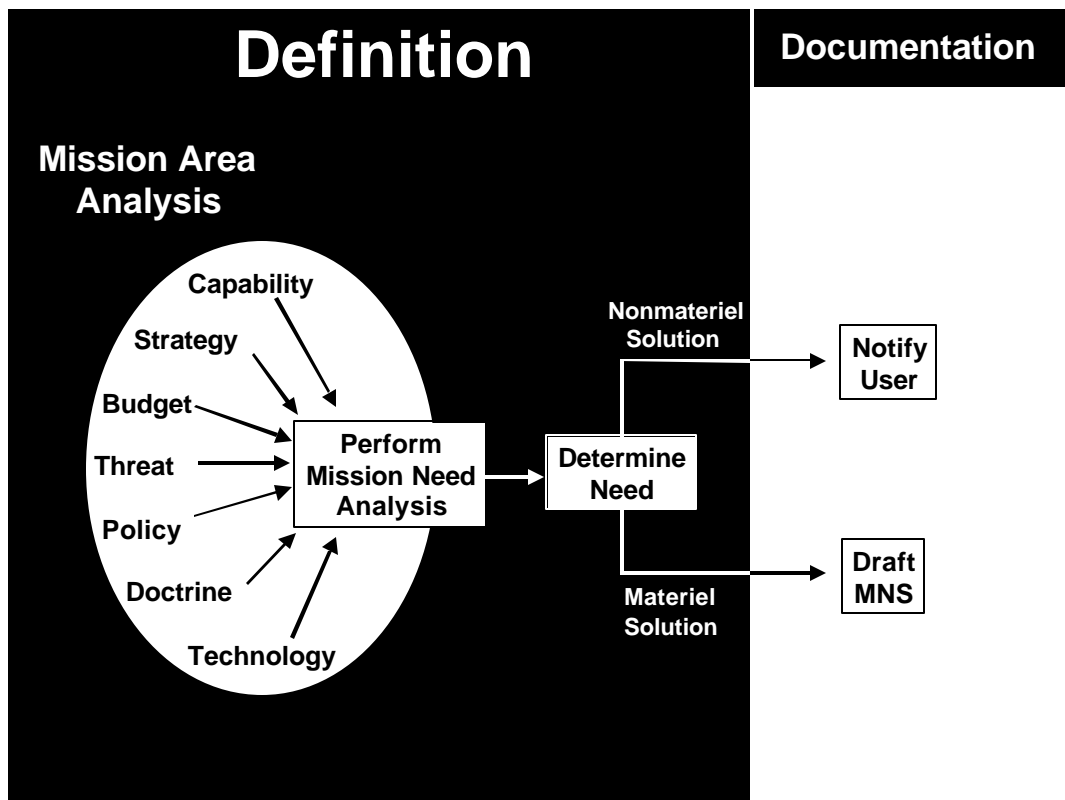 Definition
Documentation
Mission Area
Analysis
Capability
Strategy
Budget
Threat
Policy
Doctrine
Technology
Perform
Mission Need
Analysis
Determine
Need
Nonmateriel
Solution
Materiel
Solution
Notify
User
Draft
MNS